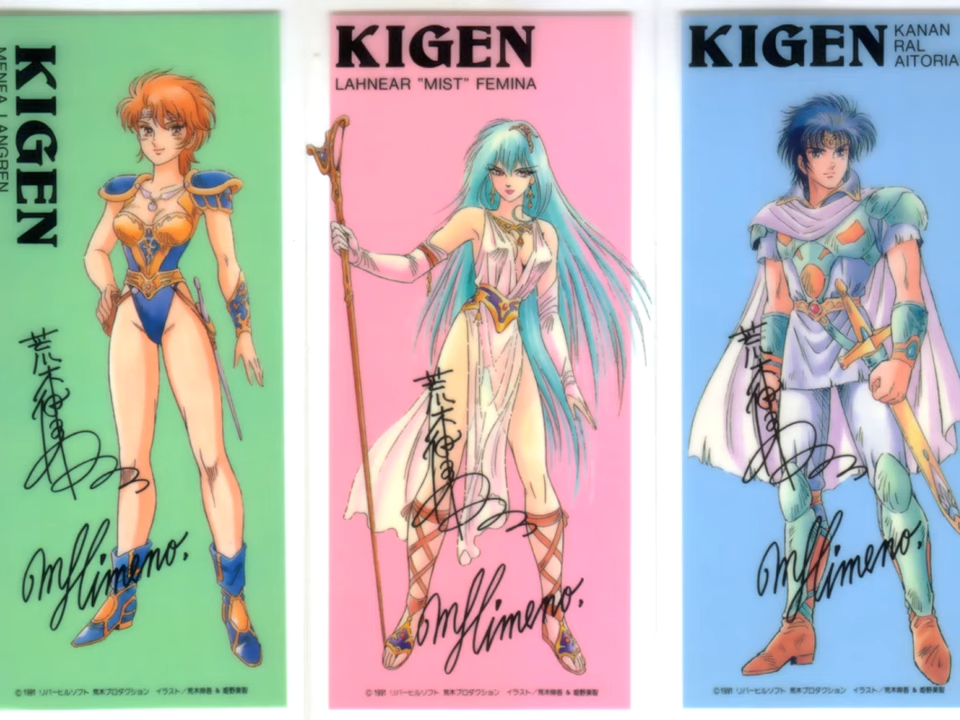 KIGEN
MENEA LANGREN
荒木伸吾
M Himeno.
©1991 リバーヒルソフト 荒木プロダクション イラスト／荒木伸吾 & 姫野美智
KIGEN
LAHNEAR "MIST" FEMINA
荒木伸吾
M Himeno.
©1991 リバーヒルソフト 荒木プロダクション イラスト／荒木伸吾 & 姫野美智
KIGEN
KANAN
RAL
AITORIA
荒木伸吾
M Himeno.
©1991 リバーヒルソフト 荒木プロダクション イラスト／荒木伸吾 & 姫野美智